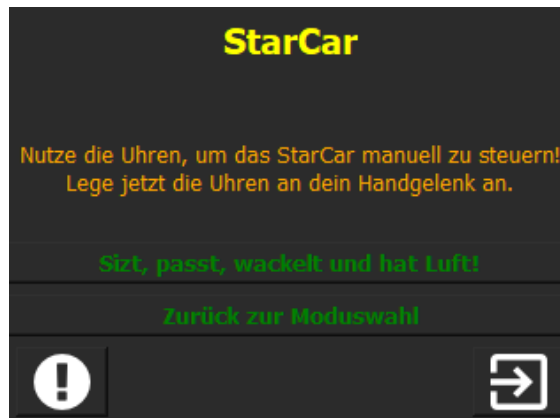 StarCar
Nutze die Uhren, um das StarCar manuell zu steuern!
Lege jetzt die Uhren an dein Handgelenk an.
Sizt, passt, wackelt und hat Luft!
Zurück zur Moduswahl